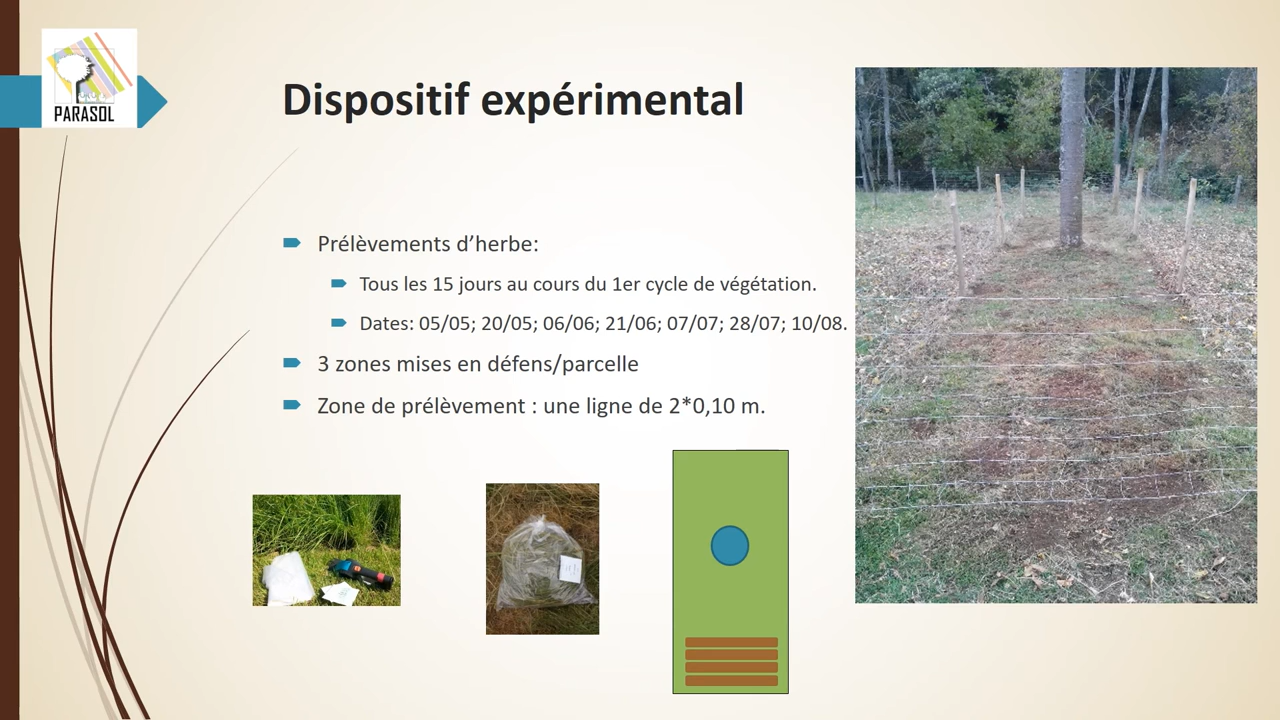 PARASOL
Dispositif expérimental
Prélèvements d’herbe:
Tous les 15 jours au cours du 1er cycle de végétation.
Dates: 05/05; 20/05; 06/06; 21/06; 07/07; 28/07; 10/08.
3 zones mises en défens/parcelle
Zone de prélèvement : une ligne de 2*0,10 m.